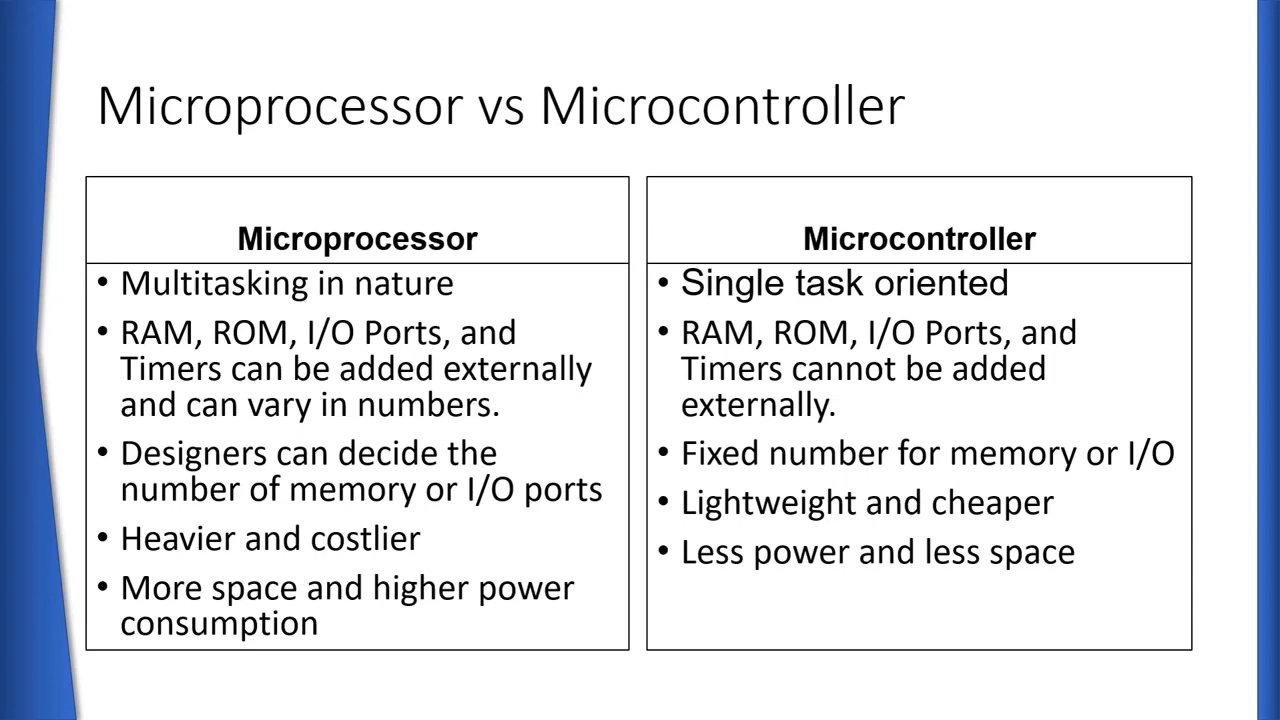 Microprocessor vs Microcontroller
Microprocessor
• Multitasking in nature
• RAM, ROM, I/O Ports, and
Timers can be added externally
and can vary in numbers.
• Designers can decide the
number of memory or I/O ports
• Heavier and costlier
• More space and higher power
consumption
Microcontroller
• Single task oriented
• RAM, ROM, I/O Ports, and
Timers cannot be added
externally.
• Fixed number for memory or I/O
• Lightweight and cheaper
• Less power and less space